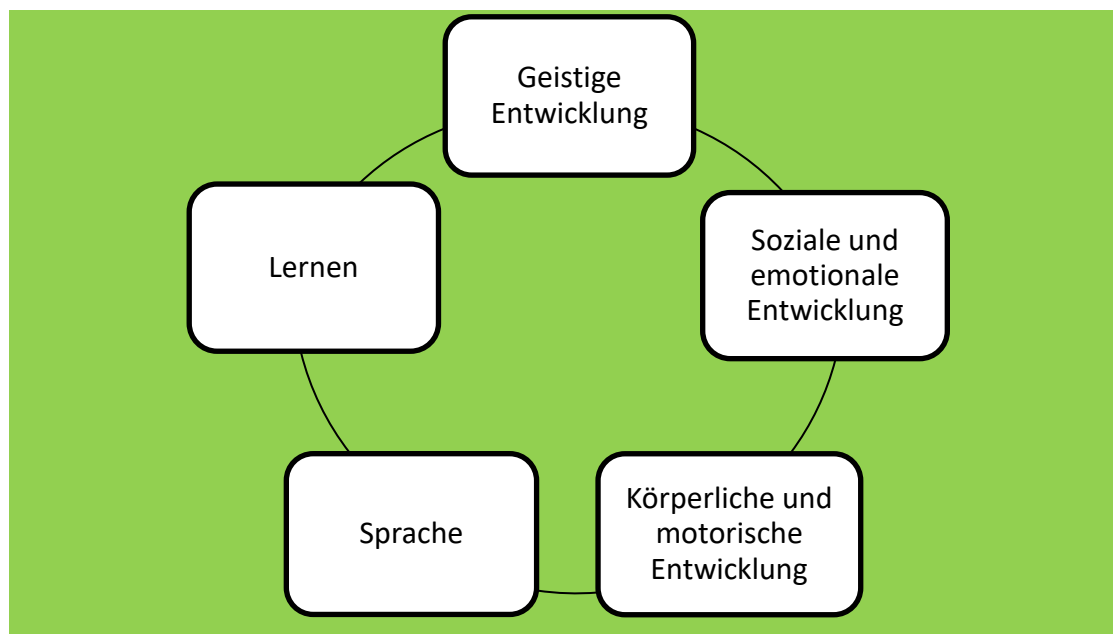 Geistige
Entwicklung
Soziale und
emotionale
Entwicklung
Lernen
Körperliche und
motorische
Entwicklung
Sprache